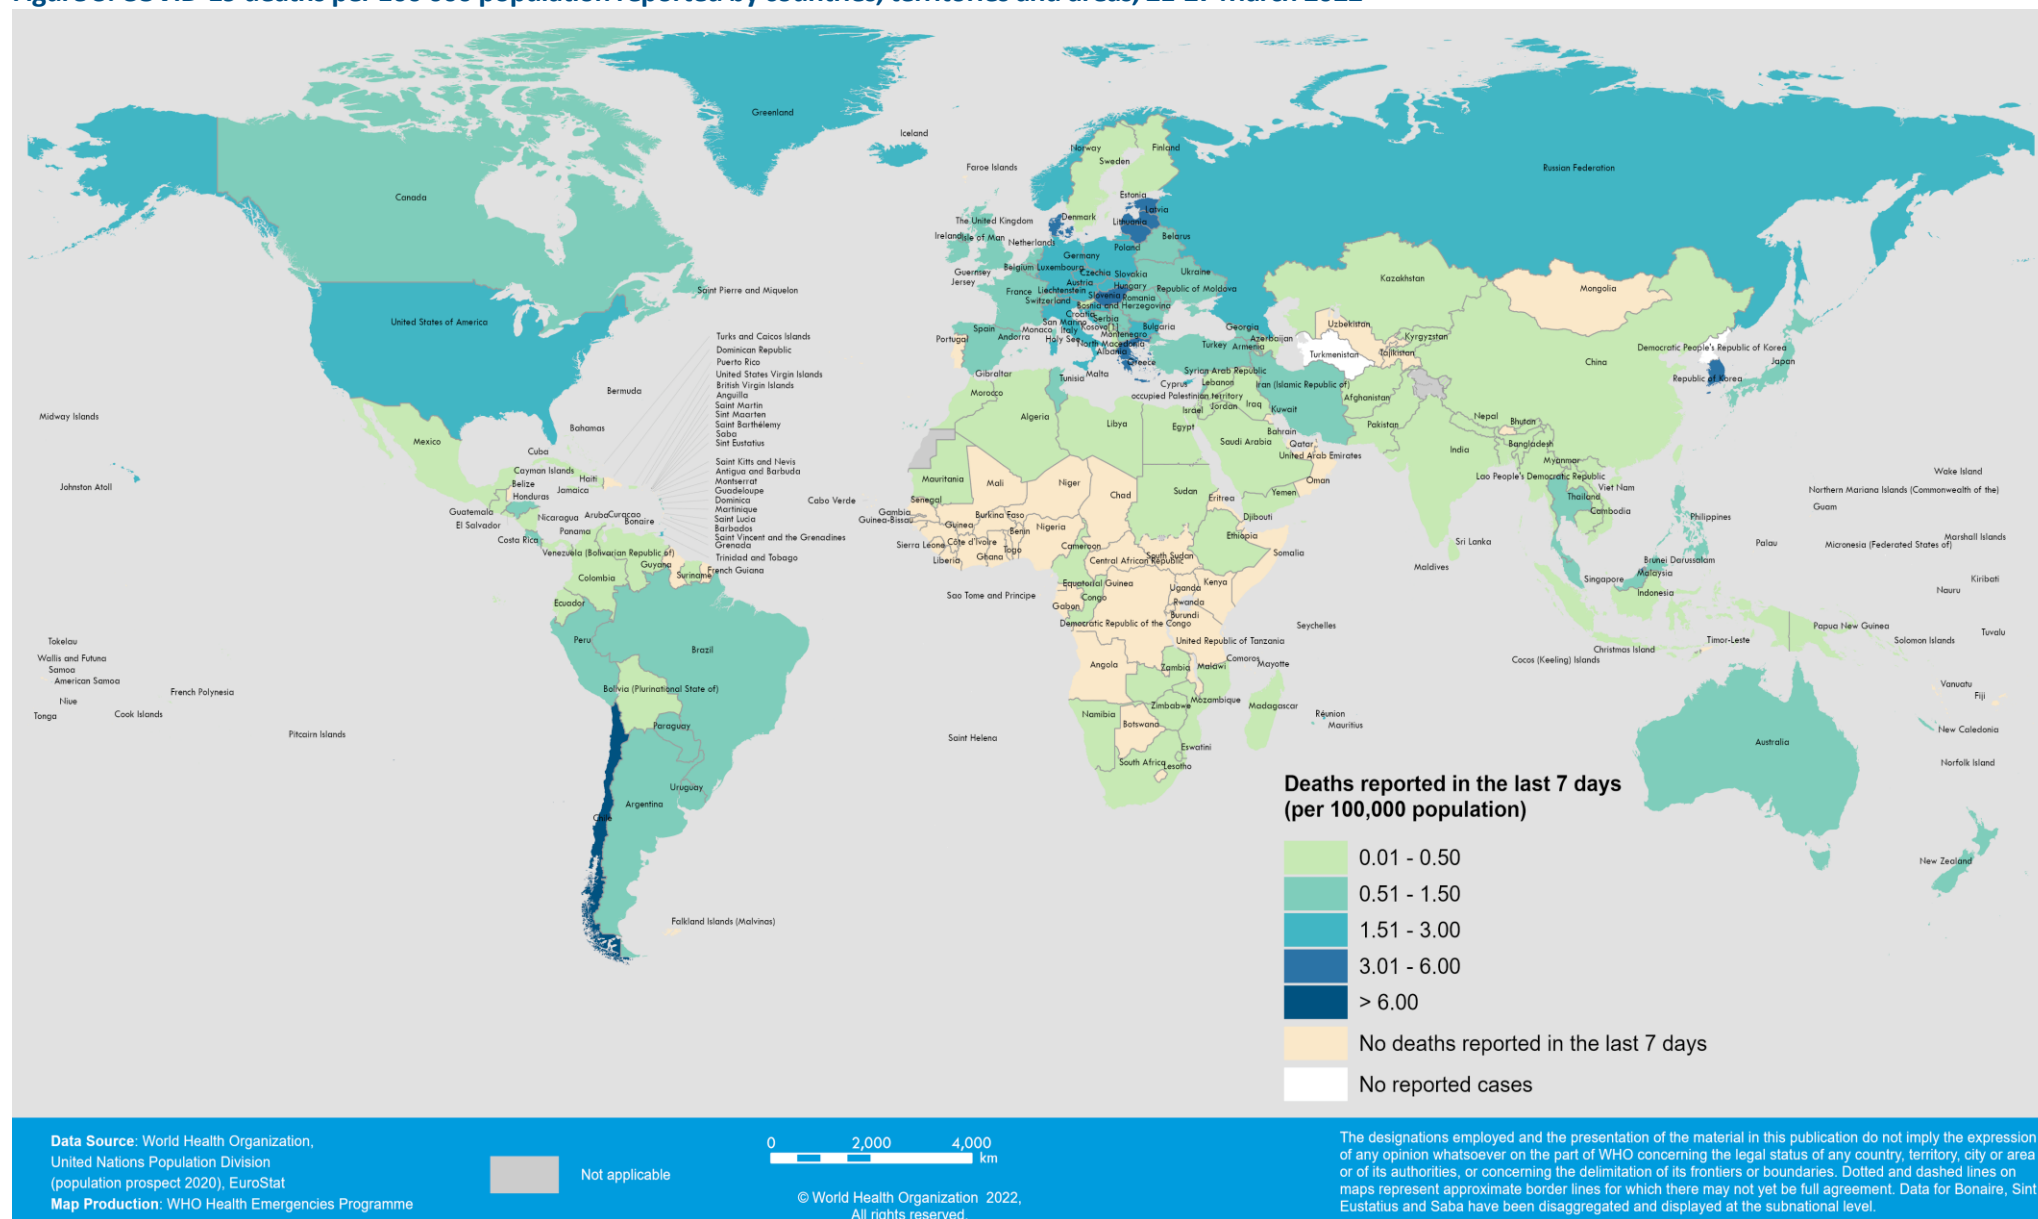 Greenland
Iceland
Faroe Islands
Norway
Sweden
Finland
Russian Federation
Canada
Estonia
Latvia
Denmark
Lithuania
The United Kingdom
Ireland
Isle of Man
Netherlands
Belarus
Poland
Germany
Belgium
Luxembourg
Czechia
Slovakia
Ukraine
Guernsey
Jersey
Austria
Hungary
France
Liechtenstein
Switzerland
Slovenia
Romania
Republic of Moldova
Bosnia and Herzegovina
Croatia
Serbia
San Marino
Monaco
Italy
Kosovo[1]
Bulgaria
Montenegro
Spain
Andorra
Holy See
North Macedonia
Albania
Greece
Portugal
Gibraltar
Malta
Tunisia
Georgia
Azerbaijan
Turkey
Armenia
Kazakhstan
Mongolia
Uzbekistan
Kyrgyzstan
Turkmenistan
Tajikistan
China
Democratic People's Republic of Korea
Japan
Republic of Korea
Saint Pierre and Miquelon
United States of America
Turks and Caicos Islands
Dominican Republic
Puerto Rico
United States Virgin Islands
British Virgin Islands
Anguilla
Saint Martin
Sint Maarten
Saint Barthélemy
Saba
Sint Eustatius
Saint Kitts and Nevis
Antigua and Barbuda
Montserrat
Guadeloupe
Dominica
Martinique
Saint Lucia
Barbados
Saint Vincent and the Grenadines
Grenada
Trinidad and Tobago
French Guiana
Bermuda
Bahamas
Midway Islands
Johnston Atoll
Mexico
Cuba
Cayman Islands
Belize
Haiti
Honduras
Jamaica
Guatemala
El Salvador
Nicaragua
Aruba
Curaçao
Bonaire
Panama
Costa Rica
Venezuela (Bolivarian Republic of)
Guyana
Suriname
Colombia
Ecuador
Peru
Brazil
Bolivia (Plurinational State of)
Paraguay
Uruguay
Argentina
Chile
Falkland Islands (Malvinas)
Cyprus
Syrian Arab Republic
Lebanon
Iran (Islamic Republic of)
occupied Palestinian territory
Israel
Jordan
Iraq
Kuwait
Afghanistan
Morocco
Algeria
Libya
Egypt
Saudi Arabia
Bahrain
Qatar
United Arab Emirates
Oman
Pakistan
Nepal
Bhutan
India
Bangladesh
Myanmar
Lao People's Democratic Republic
Viet Nam
Thailand
Cambodia
Philippines
Sri Lanka
Maldives
Brunei Darussalam
Malaysia
Singapore
Indonesia
Wake Island
Northern Mariana Islands (Commonwealth of the)
Guam
Palau
Micronesia (Federated States of)
Marshall Islands
Kiribati
Nauru
Papua New Guinea
Solomon Islands
Tuvalu
Timor-Leste
Christmas Island
Cocos (Keeling) Islands
Vanuatu
Fiji
New Caledonia
Norfolk Island
Australia
New Zealand
Cabo Verde
Mauritania
Mali
Niger
Chad
Sudan
Eritrea
Yemen
Djibouti
Senegal
Gambia
Guinea-Bissau
Guinea
Burkina Faso
Benin
Nigeria
Sierra Leone
Côte d'Ivoire
Togo
Ghana
Liberia
Cameroon
Central African Republic
South Sudan
Ethiopia
Somalia
Sao Tome and Principe
Equatorial Guinea
Gabon
Congo
Uganda
Kenya
Rwanda
Burundi
Democratic Republic of the Congo
United Republic of Tanzania
Seychelles
Angola
Zambia
Malawi
Comoros
Mayotte
Mozambique
Zimbabwe
Madagascar
Namibia
Botswana
Réunion
Mauritius
Eswatini
South Africa
Lesotho
Saint Helena
Tokelau
Wallis and Futuna
Samoa
American Samoa
Niue
Tonga
Cook Islands
French Polynesia
Pitcairn Islands
Deaths reported in the last 7 days
(per 100,000 population)
0.01 - 0.50
0.51 - 1.50
1.51 - 3.00
3.01 - 6.00
> 6.00
No deaths reported in the last 7 days
No reported cases
Data Source: World Health Organization,
United Nations Population Division
(population prospect 2020), EuroStat
Map Production: WHO Health Emergencies Programme
Not applicable
0 2,000 4,000
km
© World Health Organization 2022,
All rights reserved.
The designations employed and the presentation of the material in this publication do not imply the expression
of any opinion whatsoever on the part of WHO concerning the legal status of any country, territory, city or area
or of its authorities, or concerning the delimitation of its frontiers or boundaries. Dotted and dashed lines on
maps represent approximate border lines for which there may not yet be full agreement. Data for Bonaire, Sint
Eustatius and Saba have been disaggregated and displayed at the subnational level.